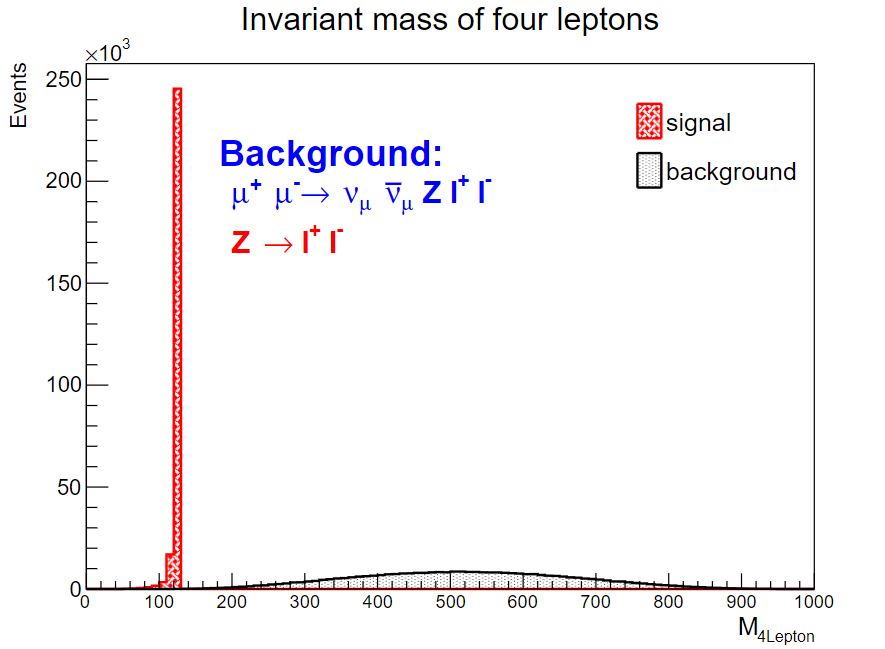 Invariant mass of four leptons
×10³
Events
250
200
150
100
50
0
signal
background
Background:
μ⁺ μ⁻→ ν_μ ν̅_μ Z l⁺ l⁻
Z → l⁺ l⁻
0 100 200 300 400 500 600 700 800 900 1000
M_4Lepton